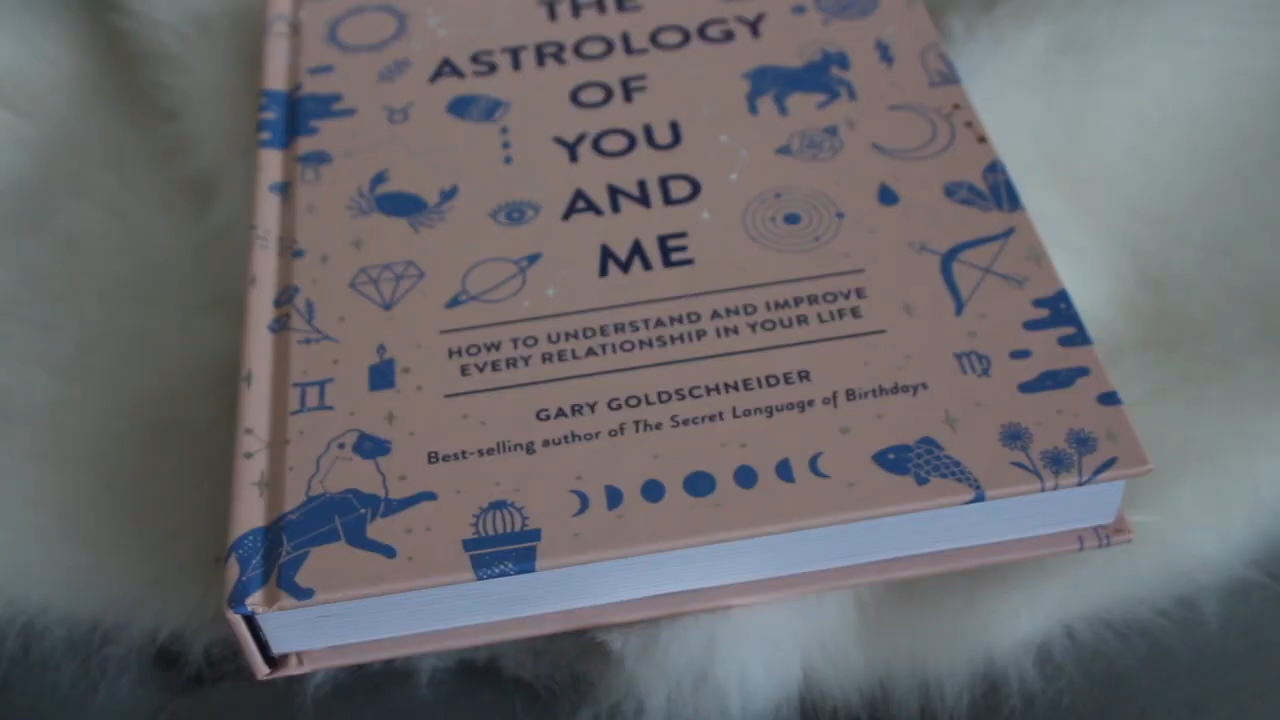 THE
ASTROLOGY
OF
YOU
AND
ME
HOW TO UNDERSTAND AND IMPROVE
EVERY RELATIONSHIP IN YOUR LIFE
GARY GOLDSCHNEIDER
Best-selling author of The Secret Language of Birthdays